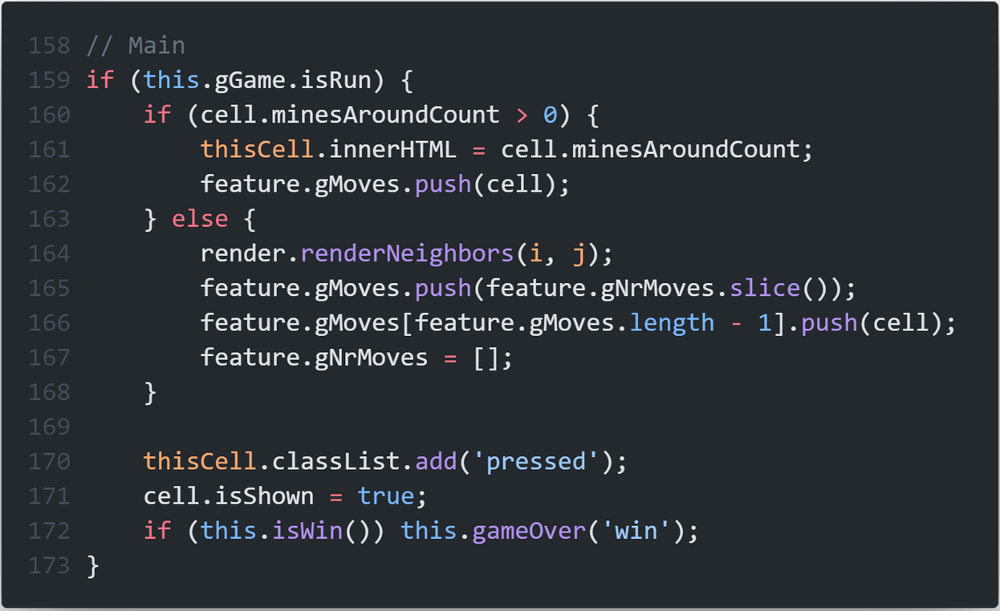 158 // Main
159 if (this.gGame.isRun) {
160     if (cell.minesAroundCount > 0) {
161         thisCell.innerHTML = cell.minesAroundCount;
162         feature.gMoves.push(cell);
163     } else {
164         render.renderNeighbors(i, j);
165         feature.gMoves.push(feature.gNrMoves.slice());
166         feature.gMoves[feature.gMoves.length - 1].push(cell);
167         feature.gNrMoves = [];
168     }
169
170     thisCell.classList.add('pressed');
171     cell.isShown = true;
172     if (this.isWin()) this.gameOver('win');
173 }